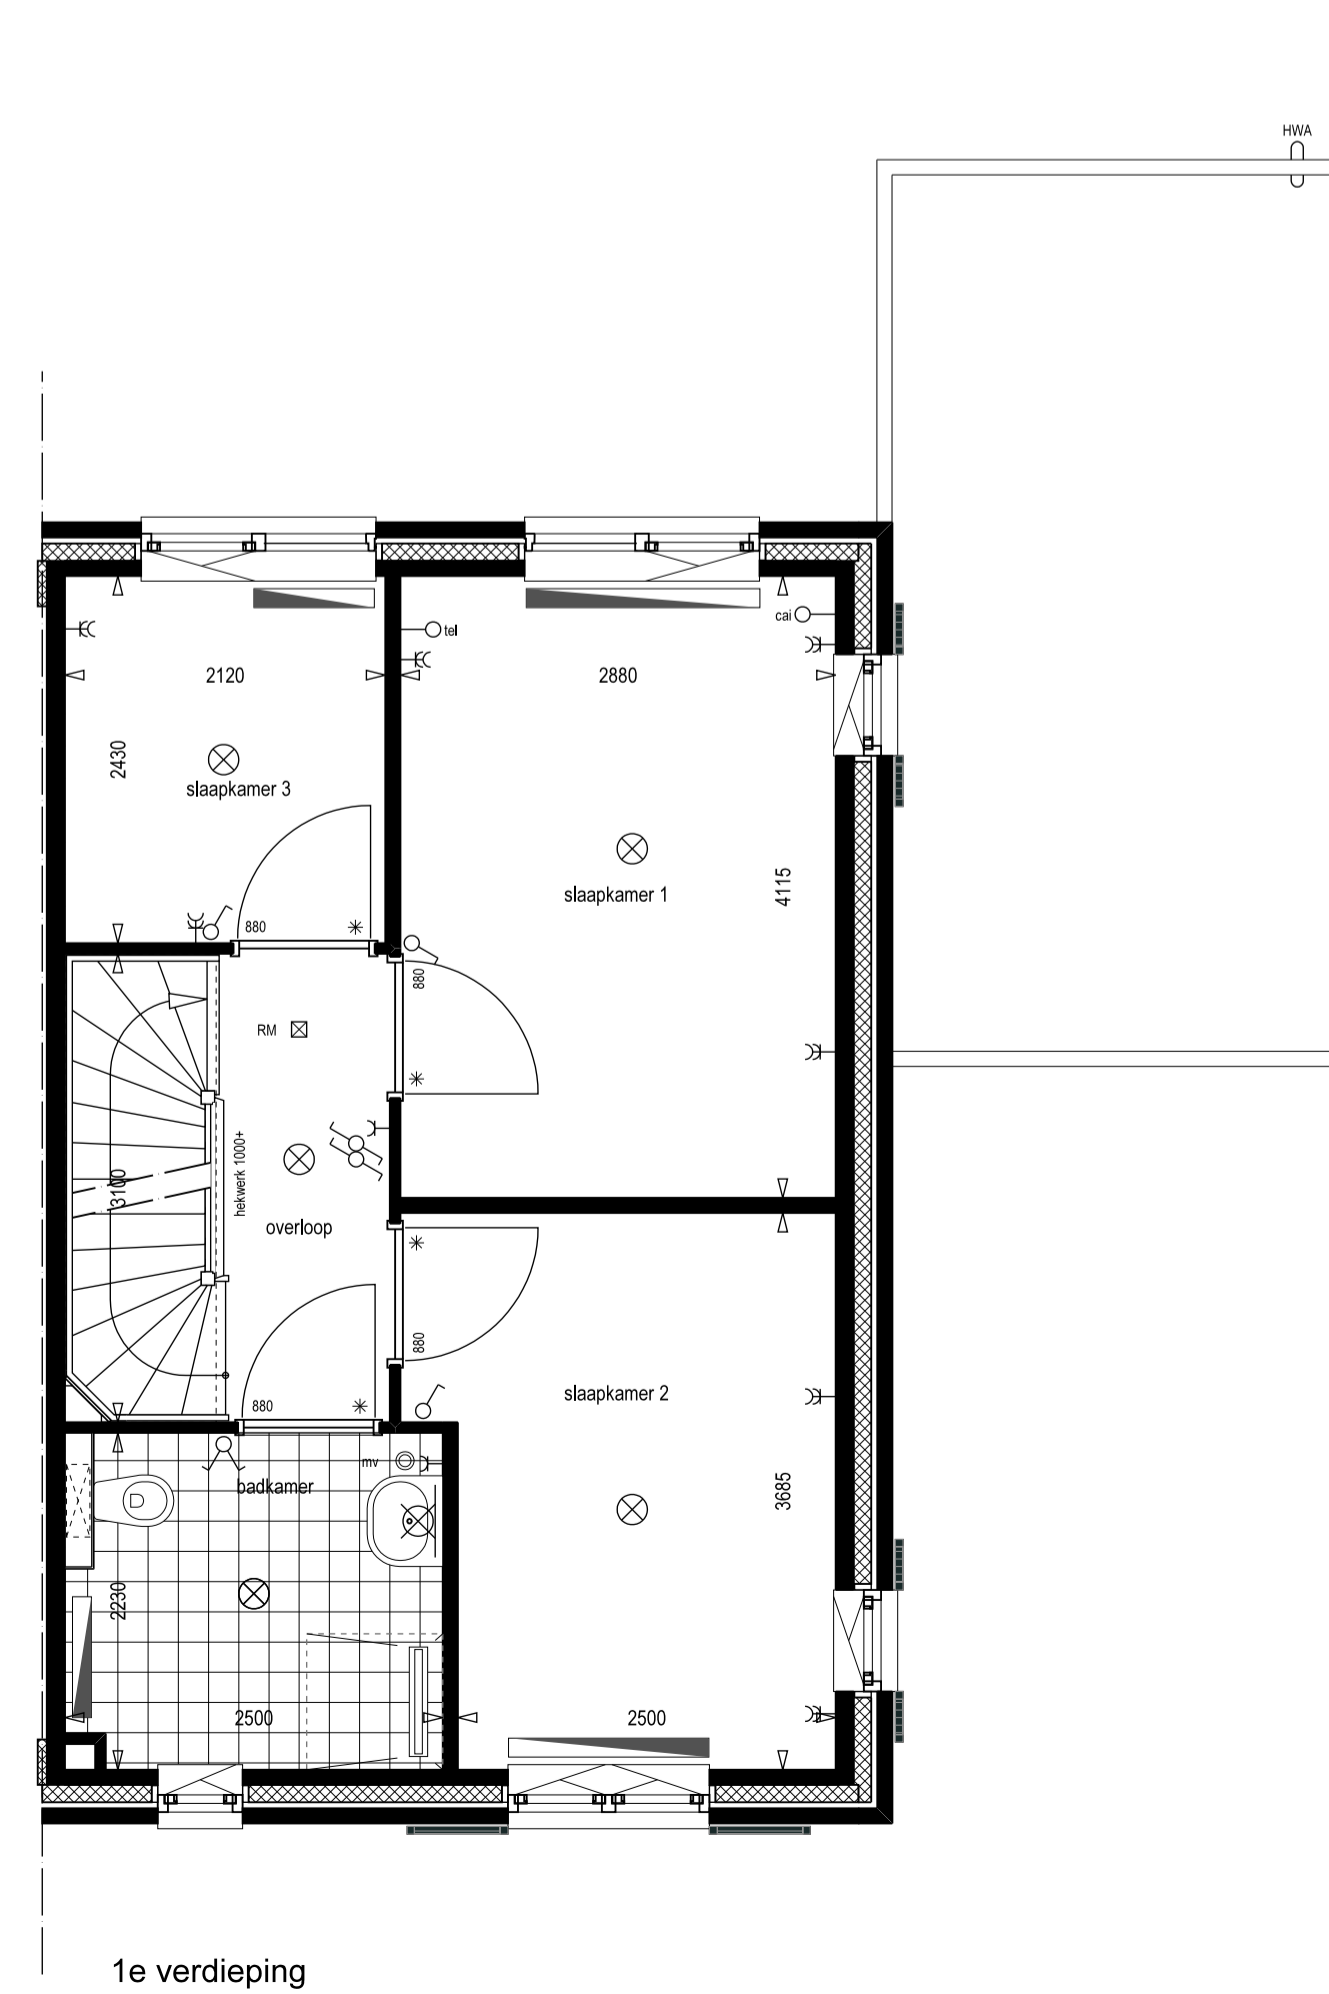 HWA
cai
tel
2120
2880
2430
slaapkamer 3
slaapkamer 1
4115
880
880
RM
hekwerk 1000+
3100
overloop
880
slaapkamer 2
880
mv
badkamer
3685
2230
2500
2500
1e verdieping